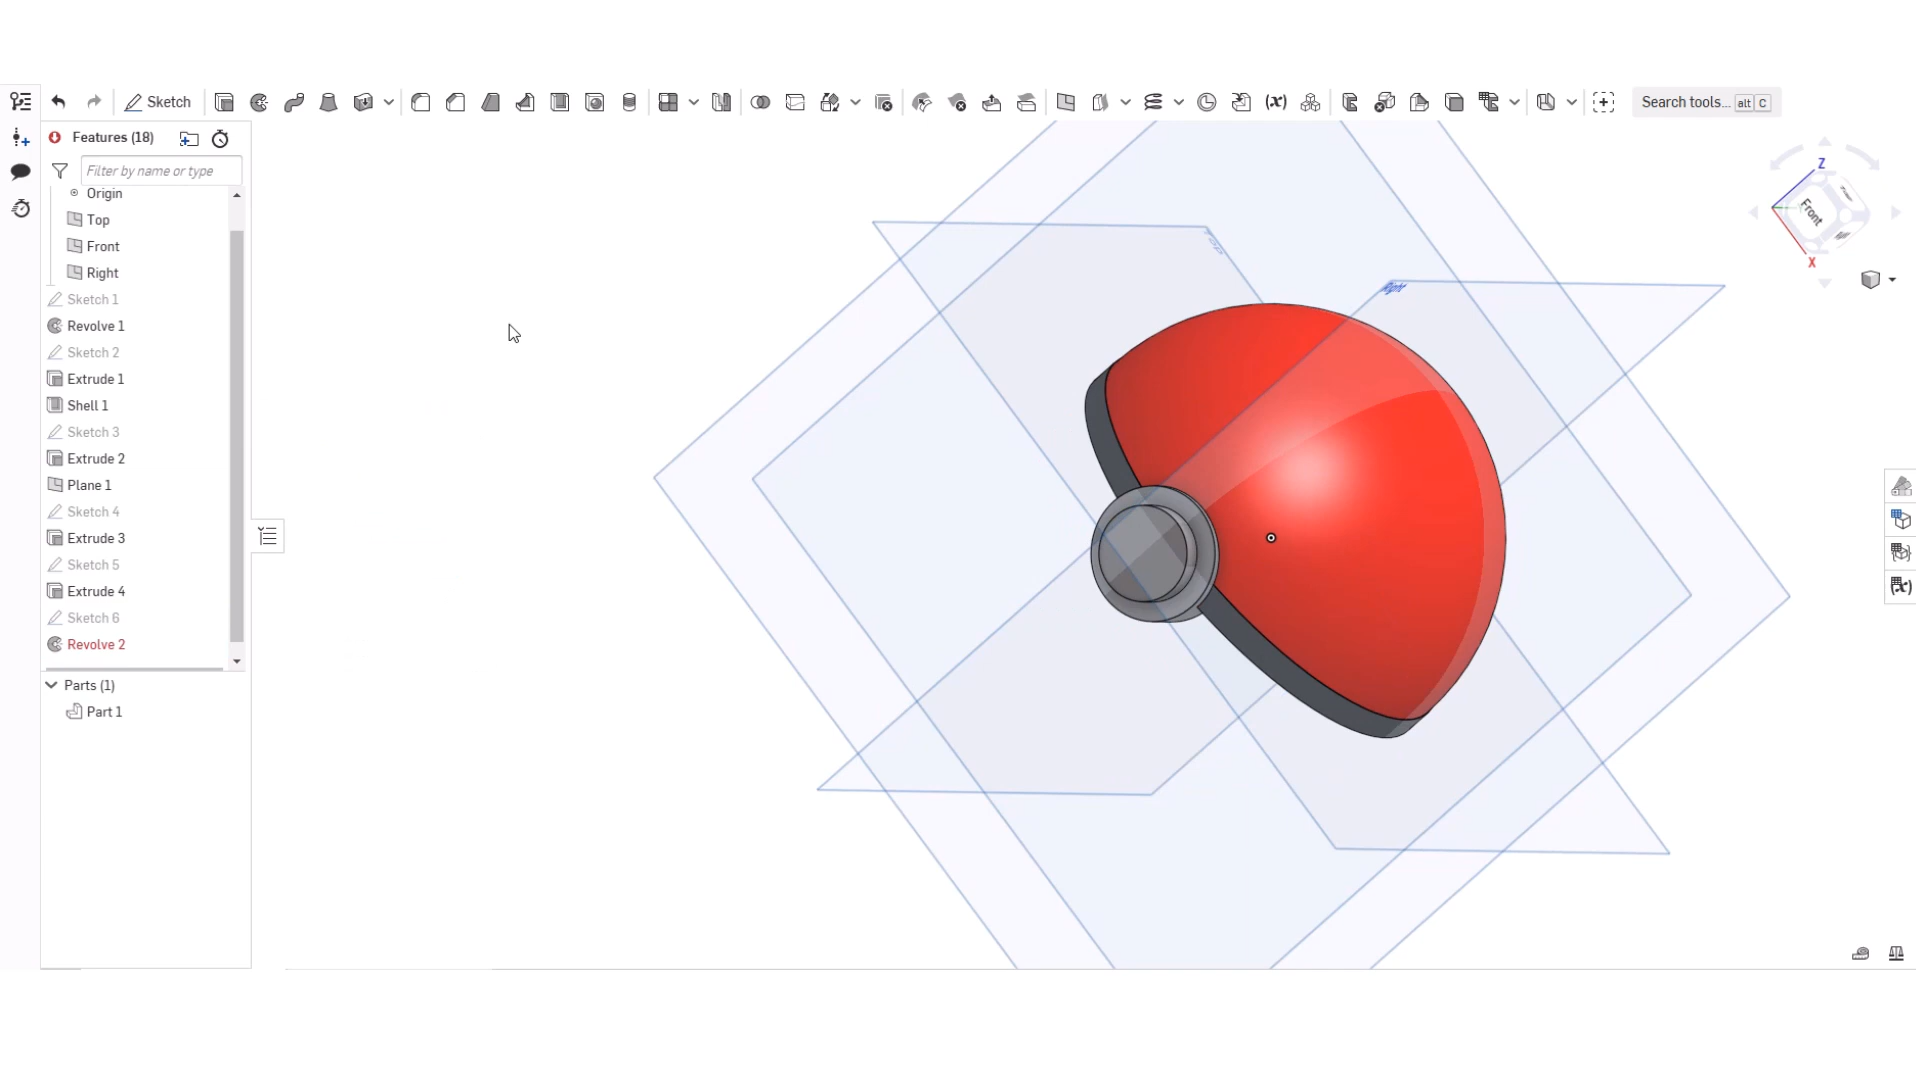 Sketch
Search tools... alt C
Features (18)
Filter by name or type
Origin
Top
Front
Right
Sketch 1
Revolve 1
Sketch 2
Extrude 1
Shell 1
Sketch 3
Extrude 2
Plane 1
Sketch 4
Extrude 3
Sketch 5
Extrude 4
Sketch 6
Revolve 2
Parts (1)
Part 1
Top
Right
Z
Front
X
(x)
(x)